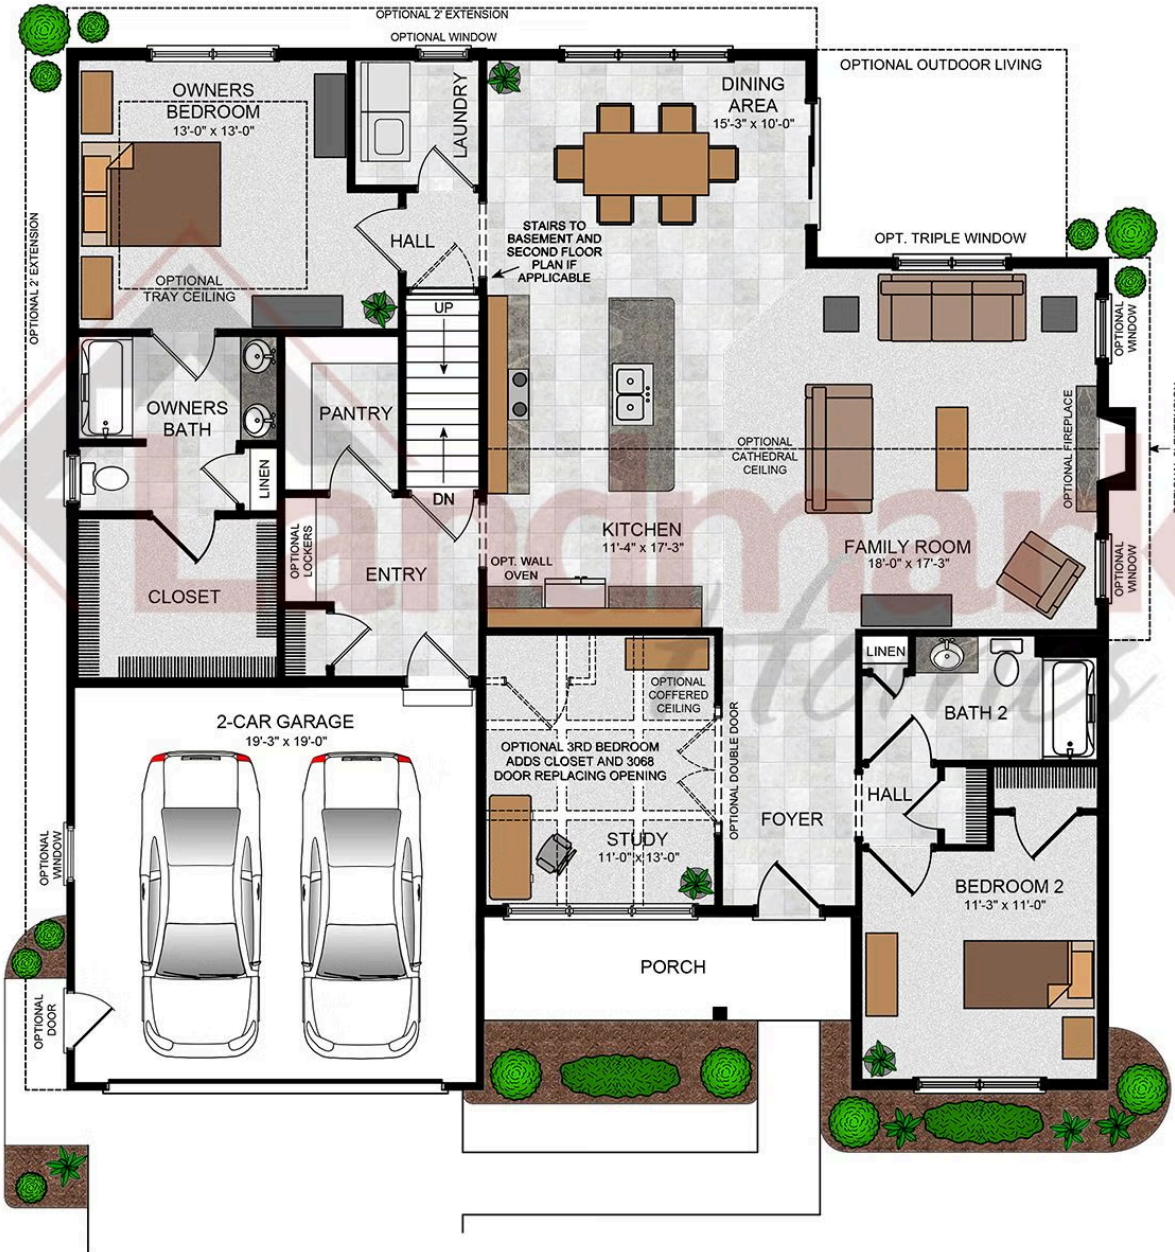 OPTIONAL 2' EXTENSION
OPTIONAL WINDOW
OPTIONAL OUTDOOR LIVING
OWNERS
BEDROOM
13'-0" x 13'-0"
LAUNDRY
DINING
AREA
15'-3" x 10'-0"
OPTIONAL 2' EXTENSION
HALL
STAIRS TO
BASEMENT AND
SECOND FLOOR
PLAN IF
APPLICABLE
OPT. TRIPLE WINDOW
OPTIONAL
TRAY CEILING
UP
OPTIONAL
WINDOW
OWNERS
BATH
PANTRY
OPTIONAL
CATHEDRAL
CEILING
OPTIONAL FIREPLACE
LINEN
DN
Landmark
Homes
KITCHEN
11'-4" x 17'-3"
FAMILY ROOM
18'-0" x 17'-3"
OPTIONAL
LOCKERS
OPT. WALL
OVEN
OPTIONAL
WINDOW
ENTRY
CLOSET
LINEN
OPTIONAL
COFFERED
CEILING
BATH 2
2-CAR GARAGE
19'-3" x 19'-0"
OPTIONAL 3RD BEDROOM
ADDS CLOSET AND 3068
DOOR REPLACING OPENING
OPTIONAL DOUBLE DOOR
HALL
FOYER
OPTIONAL
WINDOW
STUDY
11'-0" x 13'-0"
BEDROOM 2
11'-3" x 11'-0"
PORCH
OPTIONAL
DOOR